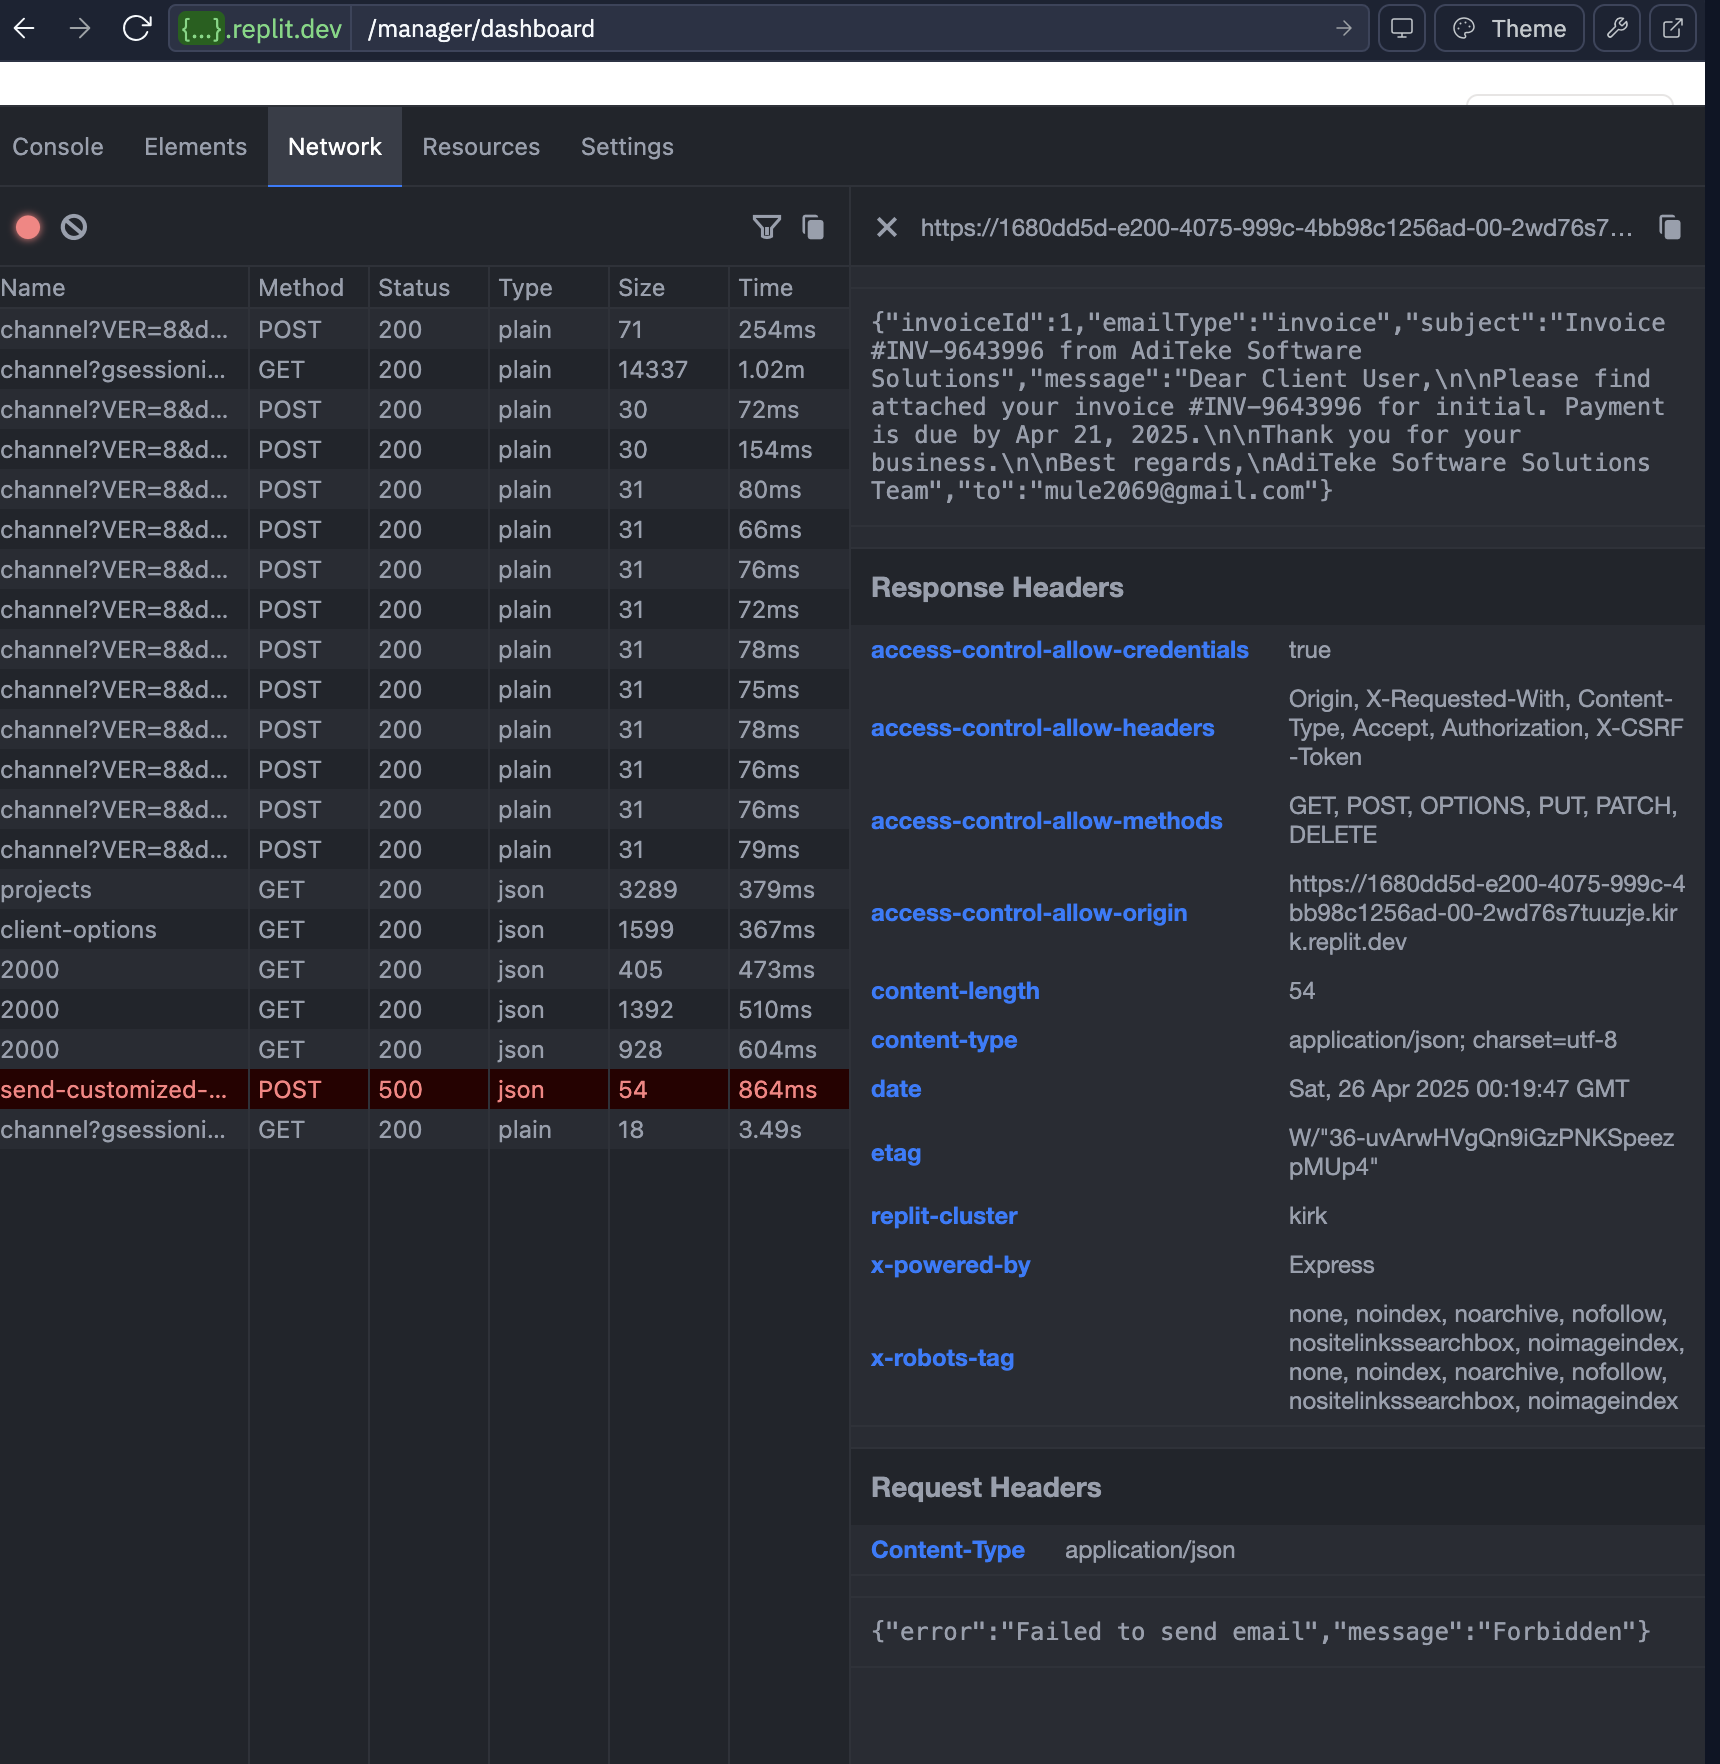 {...}.replit.dev /manager/dashboard Theme
Console Elements Network Resources Settings
https://1680dd5d-e200-4075-999c-4bb98c1256ad-00-2wd76s7...
Name Method Status Type Size Time
channel?VER=8&d... POST 200 plain 71 254ms
channel?gsessioni... GET 200 plain 14337 1.02m
channel?VER=8&d... POST 200 plain 30 72ms
channel?VER=8&d... POST 200 plain 30 154ms
channel?VER=8&d... POST 200 plain 31 80ms
channel?VER=8&d... POST 200 plain 31 66ms
channel?VER=8&d... POST 200 plain 31 76ms
channel?VER=8&d... POST 200 plain 31 72ms
channel?VER=8&d... POST 200 plain 31 78ms
channel?VER=8&d... POST 200 plain 31 75ms
channel?VER=8&d... POST 200 plain 31 78ms
channel?VER=8&d... POST 200 plain 31 76ms
channel?VER=8&d... POST 200 plain 31 76ms
channel?VER=8&d... POST 200 plain 31 79ms
projects GET 200 json 3289 379ms
client-options GET 200 json 1599 367ms
2000 GET 200 json 405 473ms
2000 GET 200 json 1392 510ms
2000 GET 200 json 928 604ms
send-customized-... POST 500 json 54 864ms
channel?gsessioni... GET 200 plain 18 3.49s
{"invoiceId":1,"emailType":"invoice","subject":"Invoice
#INV-9643996 from AdiTeke Software
Solutions","message":"Dear Client User,\n\nPlease find
attached your invoice #INV-9643996 for initial. Payment
is due by Apr 21, 2025.\n\nThank you for your
business.\n\nBest regards,\nAdiTeke Software Solutions
Team","to":"mule2069@gmail.com"}
Response Headers
access-control-allow-credentials true
access-control-allow-headers Origin, X-Requested-With, Content-
Type, Accept, Authorization, X-CSRF
-Token
access-control-allow-methods GET, POST, OPTIONS, PUT, PATCH,
DELETE
access-control-allow-origin https://1680dd5d-e200-4075-999c-4
bb98c1256ad-00-2wd76s7tuuzje.kir
k.replit.dev
content-length 54
content-type application/json; charset=utf-8
date Sat, 26 Apr 2025 00:19:47 GMT
etag W/"36-uvArwHVgQn9iGzPNKSpeez
pMUp4"
replit-cluster kirk
x-powered-by Express
x-robots-tag none, noindex, noarchive, nofollow,
nositelinkssearchbox, noimageindex,
none, noindex, noarchive, nofollow,
nositelinkssearchbox, noimageindex
Request Headers
Content-Type application/json
{"error":"Failed to send email","message":"Forbidden"}